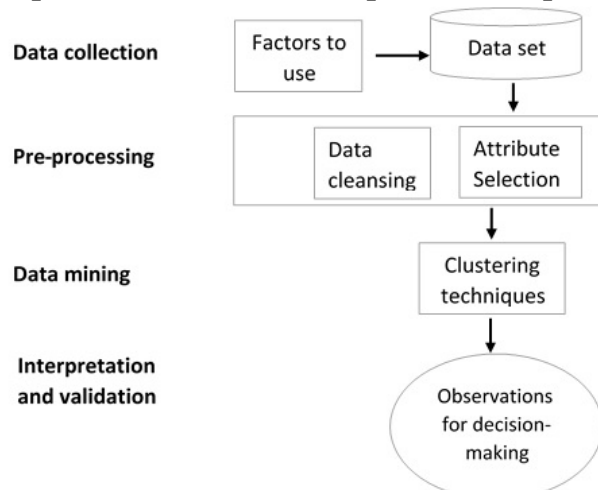 Data collection
Factors to
use
Data set
Pre-processing
Data
cleansing
Attribute
Selection
Data mining
Clustering
techniques
Interpretation
and validation
Observations
for decision-
making